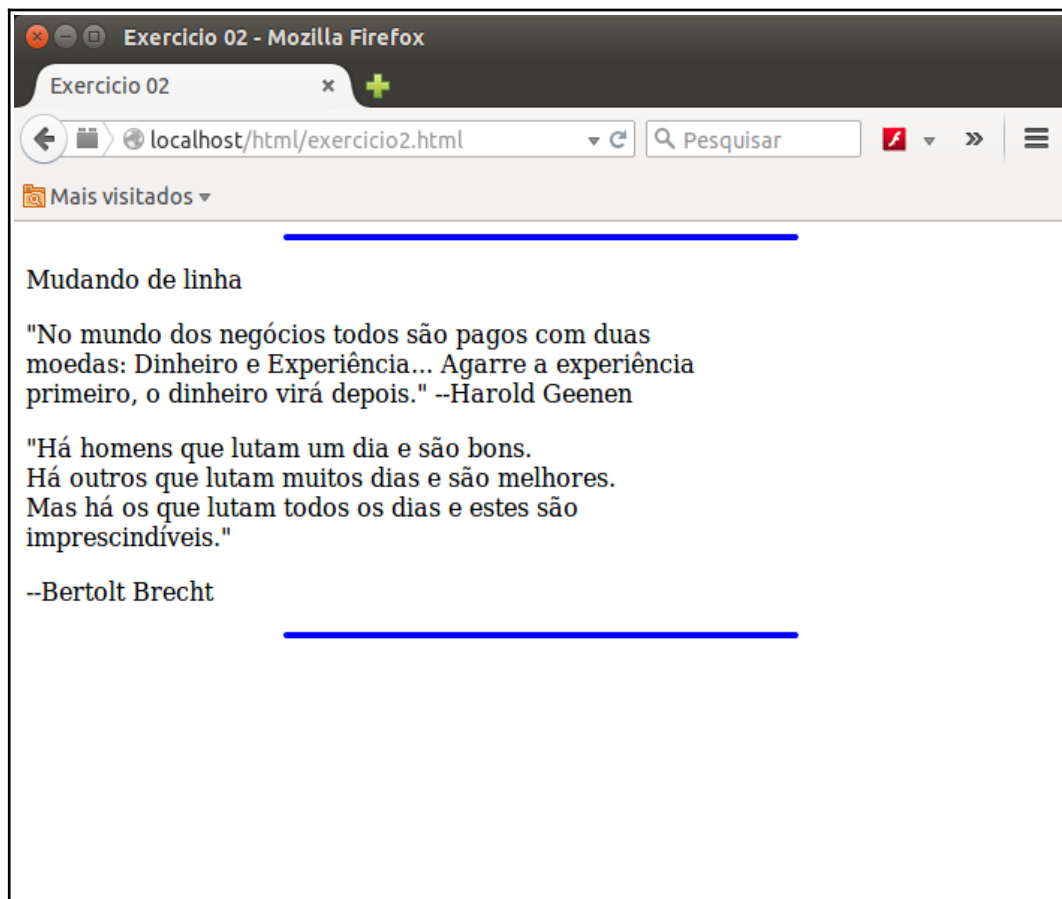 Exercicio 02 - Mozilla Firefox
Exercicio 02
localhost/html/exercicio2.html
Pesquisar
Mais visitados
Mudando de linha
"No mundo dos negócios todos são pagos com duas
moedas: Dinheiro e Experiência... Agarre a experiência
primeiro, o dinheiro virá depois." --Harold Geenen
"Há homens que lutam um dia e são bons.
Há outros que lutam muitos dias e são melhores.
Mas há os que lutam todos os dias e estes são
imprescindíveis."
--Bertolt Brecht